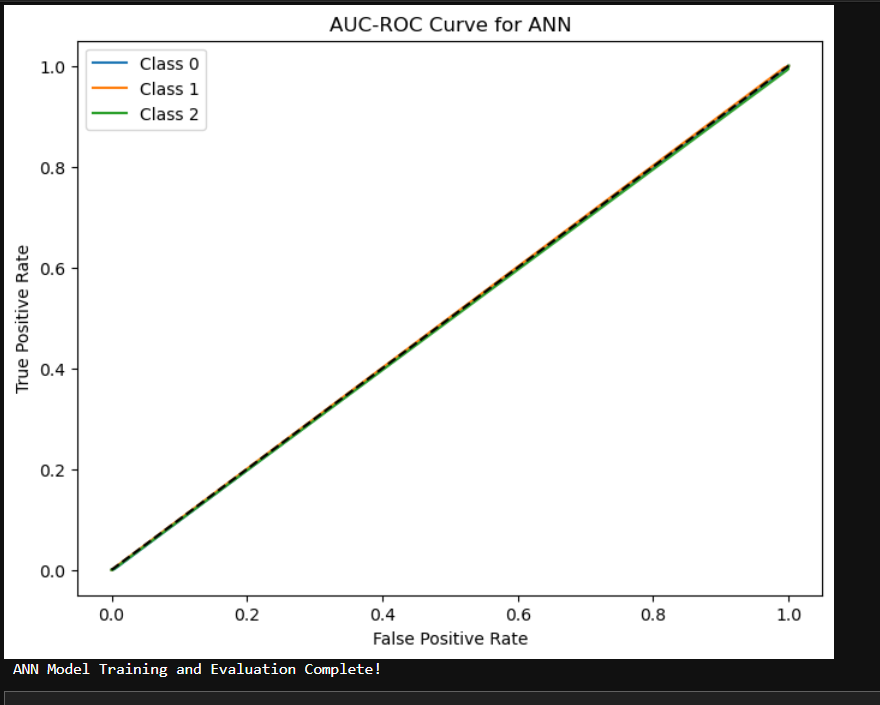 AUC-ROC Curve for ANN
Class 0
Class 1
Class 2
1.0
0.8
0.6
0.4
0.2
0.0
True Positive Rate
0.0 0.2 0.4 0.6 0.8 1.0
False Positive Rate
ANN Model Training and Evaluation Complete!